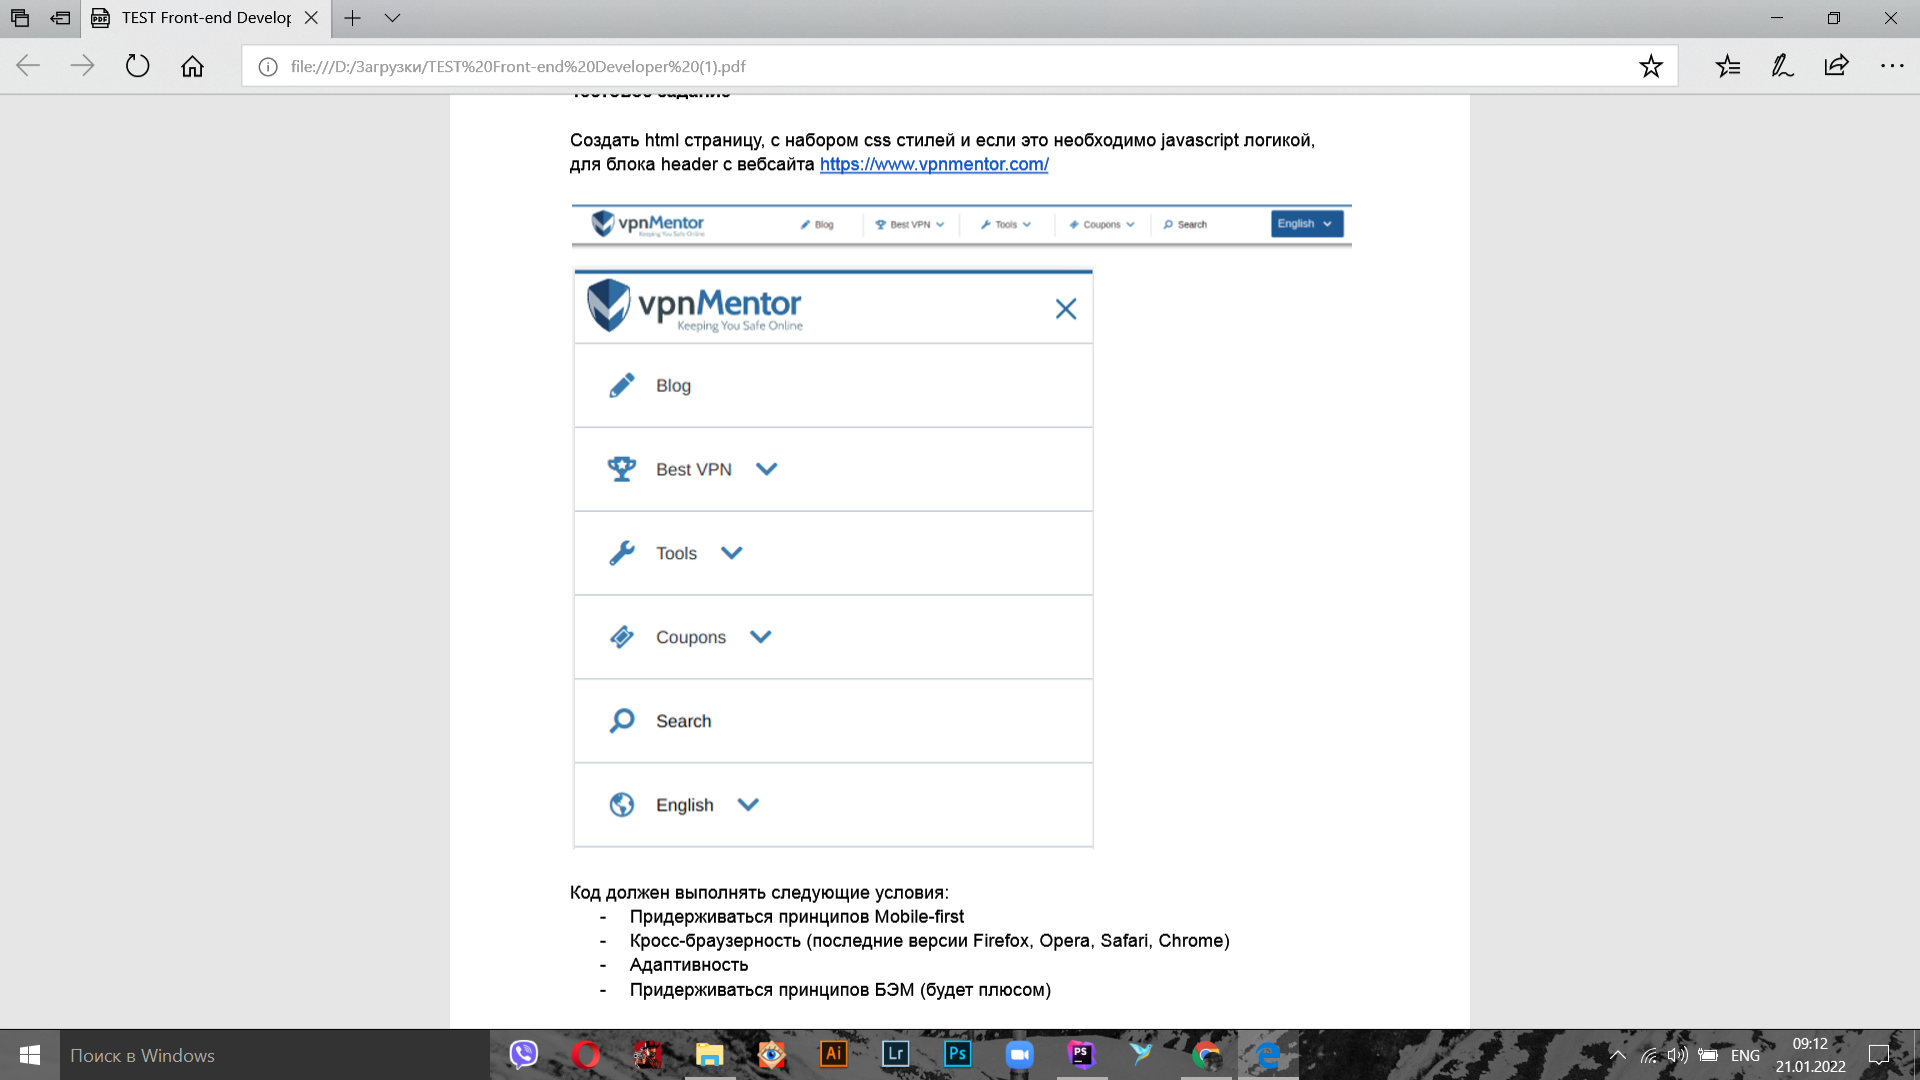 TEST Front-end Develop
file:///D:/Загрузки/TEST%20Front-end%20Developer%20(1).pdf
Тестовое задание
Создать html страницу, с набором css стилей и если это необходимо javascript логикой,
для блока header с вебсайта https://www.vpnmentor.com/
vpnMentor Blog Best VPN Tools Coupons Search English
Keeping You Safe Online
vpnMentor
Keeping You Safe Online
Blog
Best VPN
Tools
Coupons
Search
English
Код должен выполнять следующие условия:
- Придерживаться принципов Mobile-first
- Кросс-браузерность (последние версии Firefox, Opera, Safari, Chrome)
- Адаптивность
- Придерживаться принципов БЭМ (будет плюсом)
Поиск в Windows
Ai
Lr
Ps
PS
ENG
09:12
21.01.2022